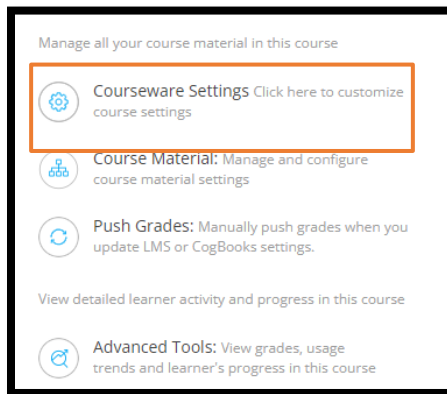 Manage all your course material in this course
Courseware Settings Click here to customize
course settings
Course Material: Manage and configure
course material settings
Push Grades: Manually push grades when you
update LMS or CogBooks settings.
View detailed learner activity and progress in this course
Advanced Tools: View grades, usage
trends and learner's progress in this course